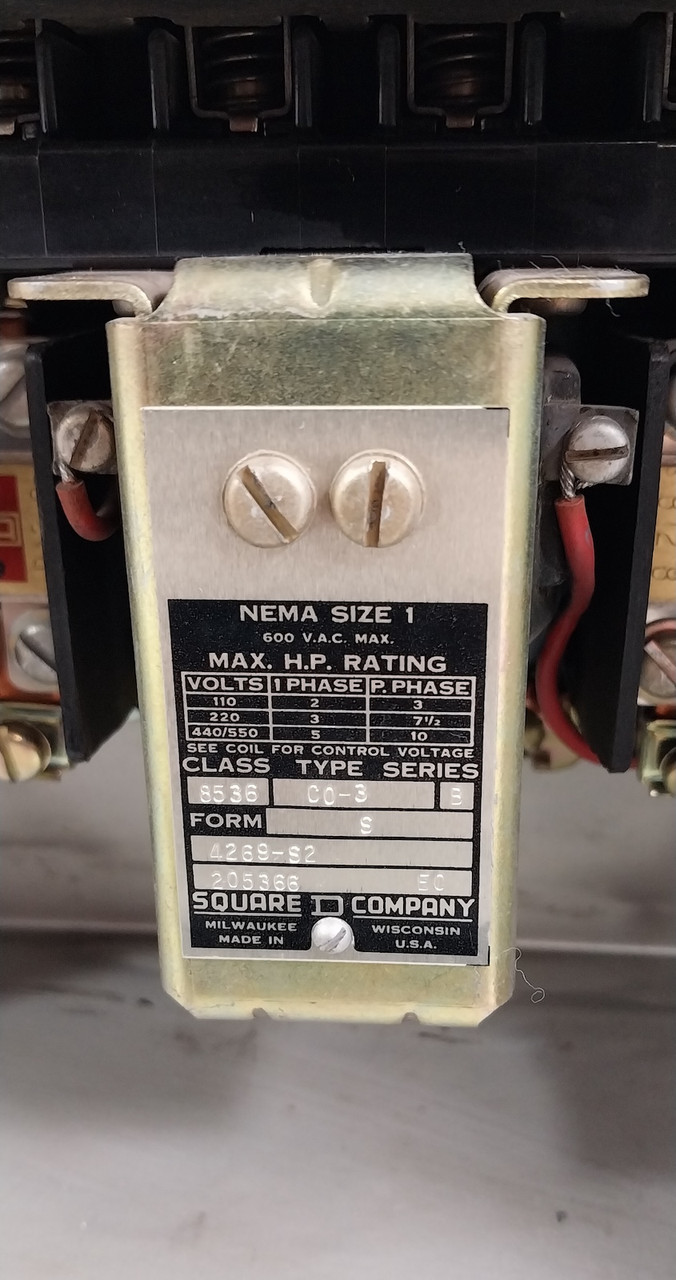 NEMA SIZE 1
600 V.A.C. MAX.
MAX. H.P. RATING
VOLTS 1 PHASE P. PHASE
110 2 3
220 3 7 1/2
440/550 5 10
SEE COIL FOR CONTROL VOLTAGE
CLASS TYPE SERIES
8536 CO-3 B
FORM S
4269-S2
205366 EC
SQUARE D COMPANY
MILWAUKEE WISCONSIN
MADE IN U.S.A.